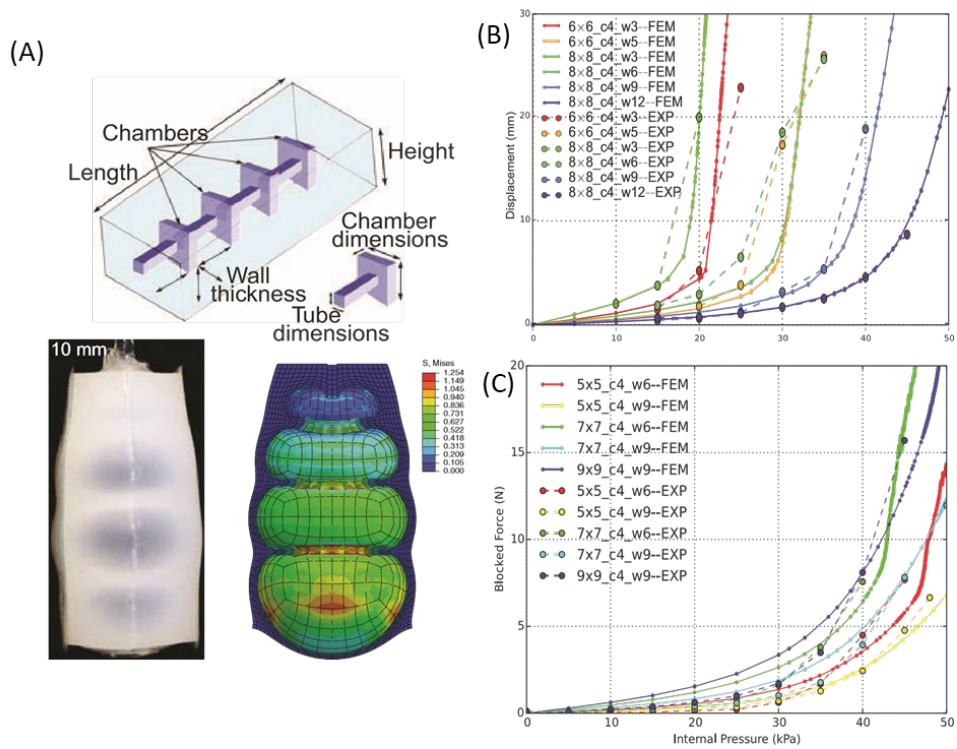 (A)
Chambers
Length
Height
Chamber
dimensions
Wall
thickness
Tube
dimensions
10 mm
S, Mises
1.254
1.149
1.045
0.940
0.836
0.731
0.627
0.522
0.418
0.313
0.209
0.105
0.000
(B)
30
20
10
0
Displacement (mm)
6×6_c4_w3--FEM
6×6_c4_w5--FEM
8×8_c4_w3--FEM
8×8_c4_w6--FEM
8×8_c4_w9--FEM
8×8_c4_w12--FEM
6×6_c4_w3--EXP
6×6_c4_w5--EXP
8×8_c4_w3--EXP
8×8_c4_w6--EXP
8×8_c4_w9--EXP
8×8_c4_w12--EXP
0 10 20 30 40 50
(C)
20
15
10
5
0
Blocked Force (N)
5x5_c4_w6--FEM
5x5_c4_w9--FEM
7x7_c4_w6--FEM
7x7_c4_w9--FEM
9x9_c4_w9--FEM
5x5_c4_w6--EXP
5x5_c4_w9--EXP
7x7_c4_w6--EXP
7x7_c4_w9--EXP
9x9_c4_w9--EXP
0 10 20 30 40 50
Internal Pressure (kPa)